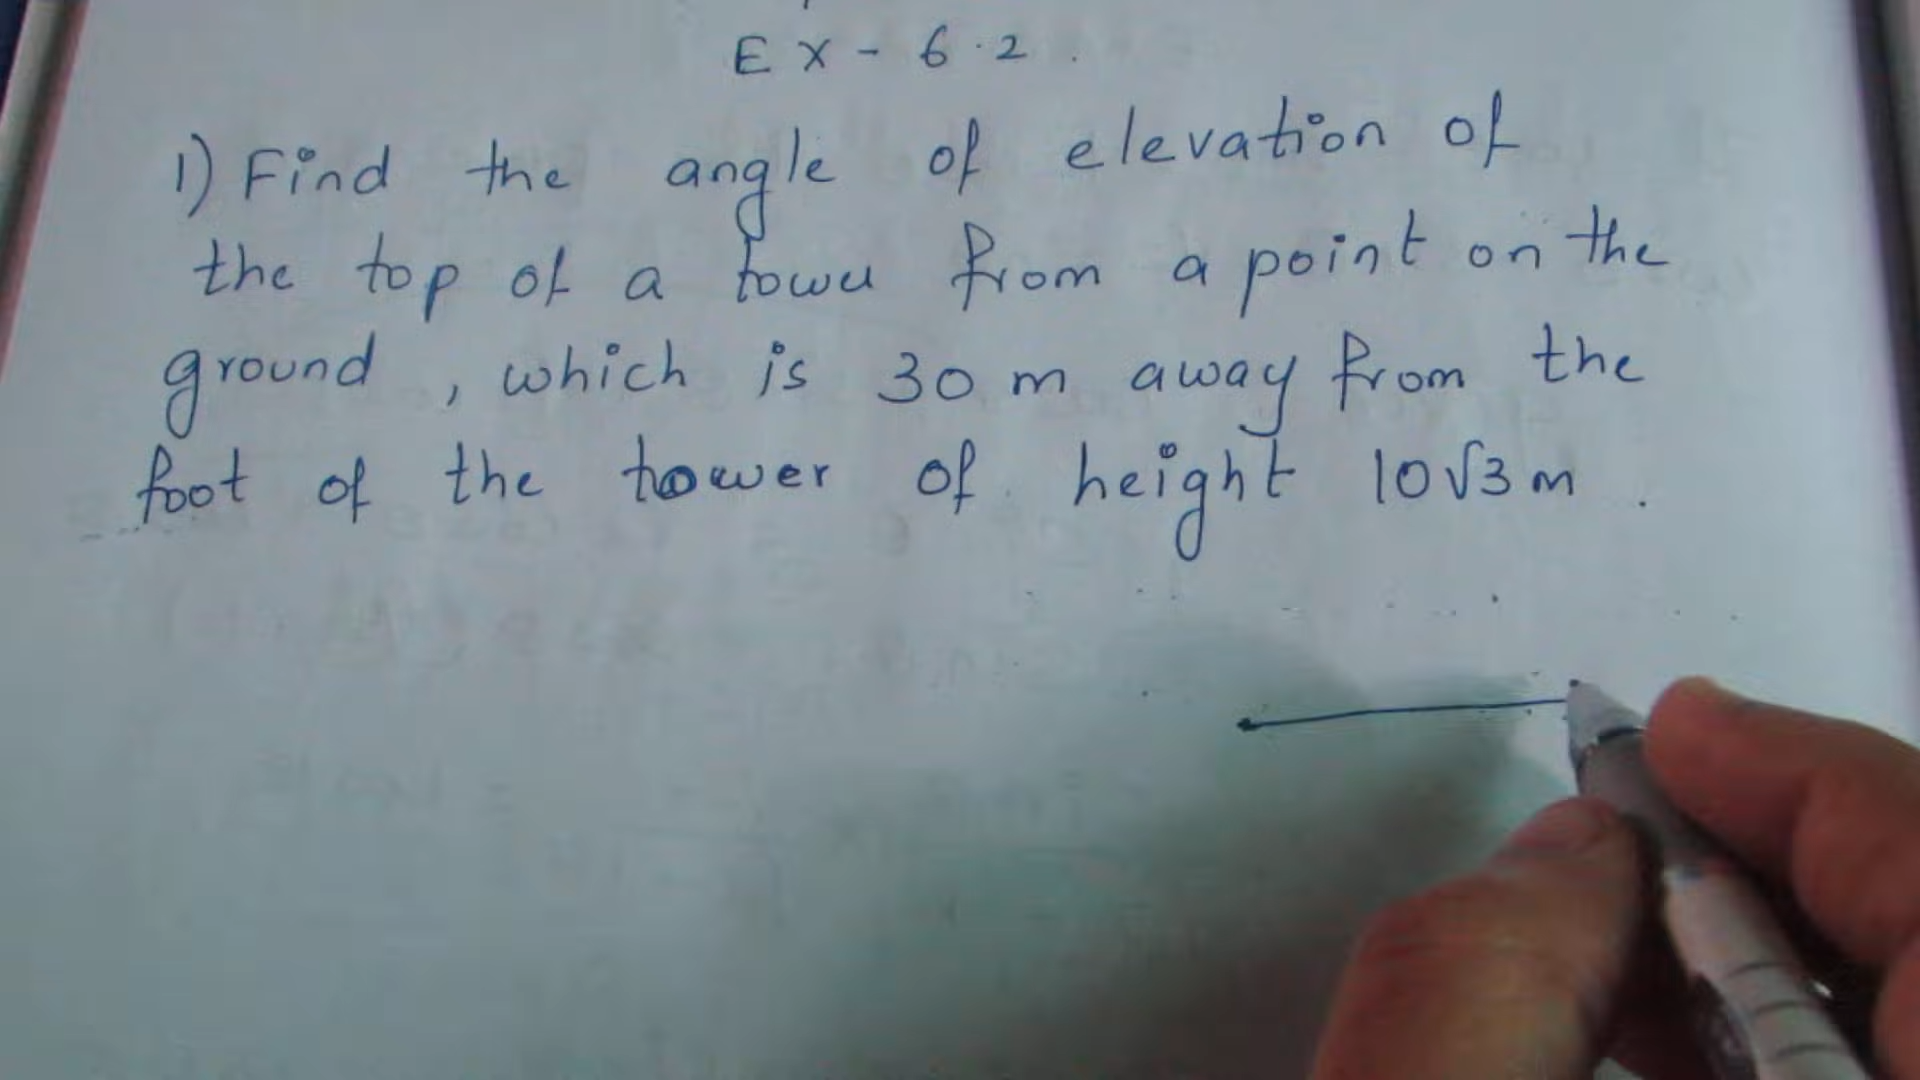 EX - 6.2.
1) Find the angle of elevation of
the top of a tower from a point on the
ground, which is 30 m away from the
foot of the tower of height 10√3 m.